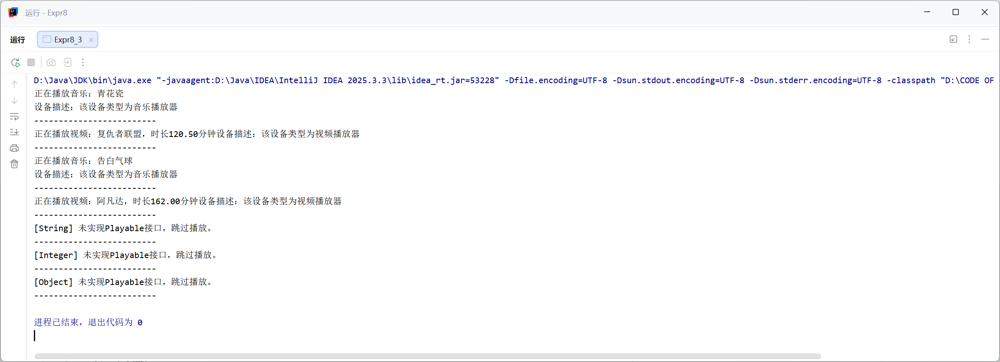 运行 - Expr8
运行 Expr8_3
D:\Java\JDK\bin\java.exe "-javaagent:D:\Java\IDEA\IntelliJ IDEA 2025.3.3\lib\idea_rt.jar=53228" -Dfile.encoding=UTF-8 -Dsun.stdout.encoding=UTF-8 -Dsun.stderr.encoding=UTF-8 -classpath "D:\CODE OF
正在播放音乐：青花瓷
设备描述：该设备类型为音乐播放器
-------------------------
正在播放视频：复仇者联盟，时长120.50分钟设备描述：该设备类型为视频播放器
-------------------------
正在播放音乐：告白气球
设备描述：该设备类型为音乐播放器
-------------------------
正在播放视频：阿凡达，时长162.00分钟设备描述：该设备类型为视频播放器
-------------------------
[String] 未实现Playable接口，跳过播放。
-------------------------
[Integer] 未实现Playable接口，跳过播放。
-------------------------
[Object] 未实现Playable接口，跳过播放。
-------------------------
进程已结束，退出代码为 0